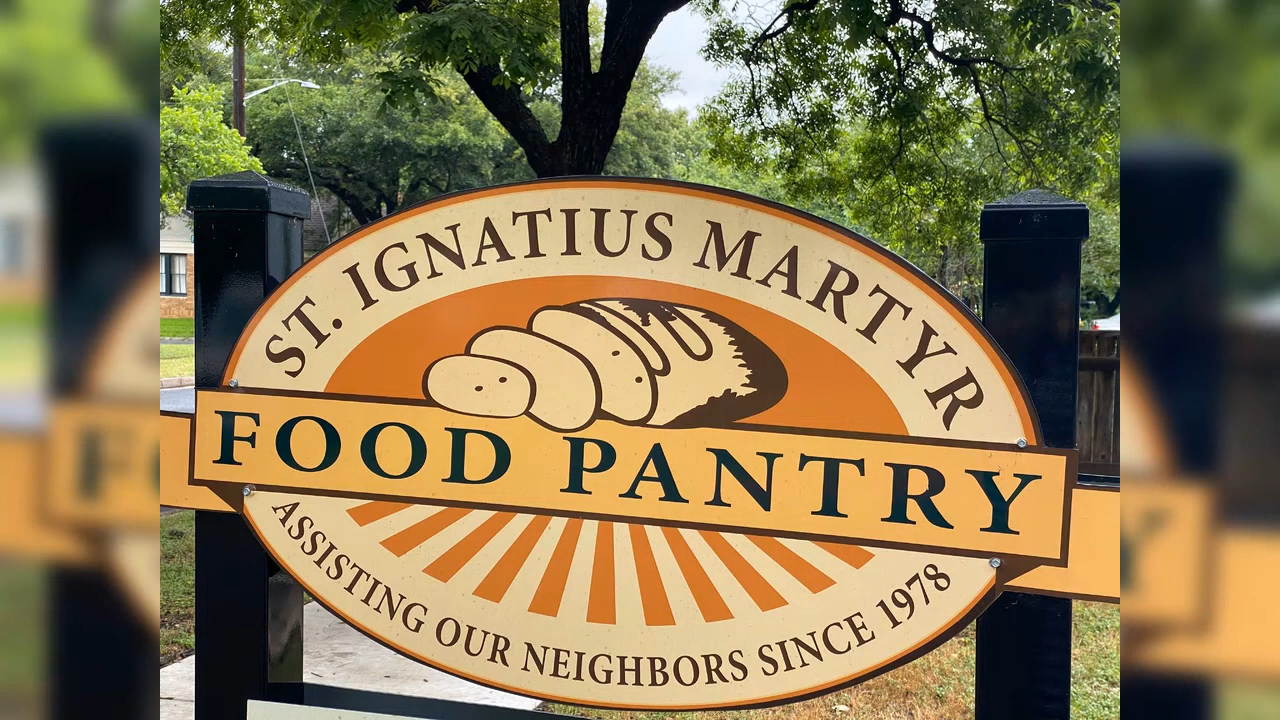 ST. IGNATIUS MARTYR
FOOD PANTRY
ASSISTING OUR NEIGHBORS SINCE 1978